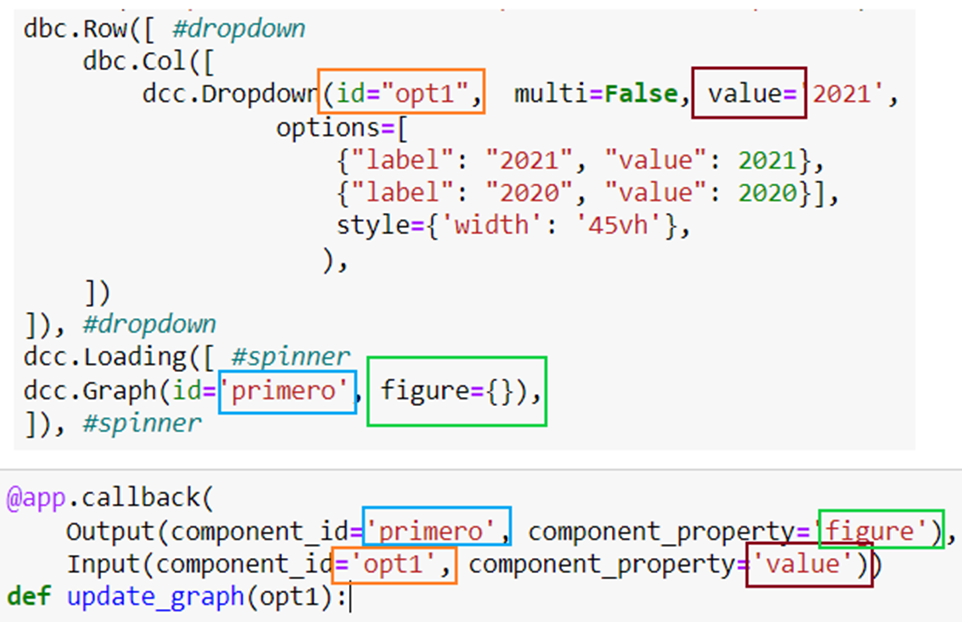 dbc.Row([ #dropdown
    dbc.Col([
        dcc.Dropdown(id="opt1",  multi=False, value='2021',
                 options=[
                     {"label": "2021", "value": 2021},
                     {"label": "2020", "value": 2020}],
                     style={'width': '45vh'},
                    ),
    ])
]), #dropdown
dcc.Loading([ #spinner
dcc.Graph(id='primero', figure={}),
]), #spinner
@app.callback(
    Output(component_id='primero', component_property='figure'),
    Input(component_id='opt1', component_property='value'))
def update_graph(opt1):